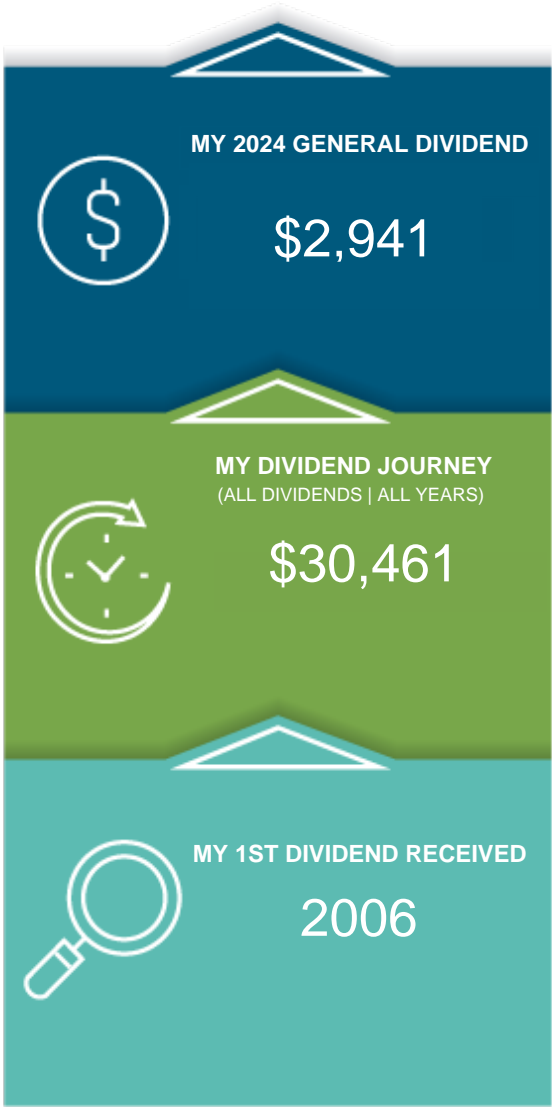 MY 2024 GENERAL DIVIDEND
$2,941
MY DIVIDEND JOURNEY
(ALL DIVIDENDS | ALL YEARS)
$30,461
MY 1ST DIVIDEND RECEIVED
2006